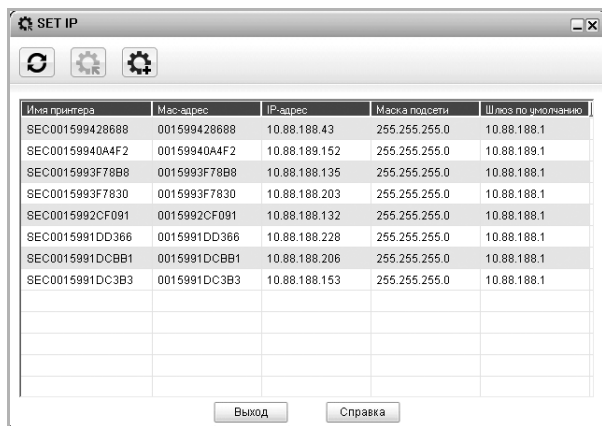 SET IP
Имя принтера Мас-адрес IP-адрес Маска подсети Шлюз по умолчанию
SEC001599428688 001599428688 10.88.188.43 255.255.255.0 10.88.188.1
SEC00159940A4F2 00159940A4F2 10.88.189.152 255.255.255.0 10.88.189.1
SEC0015993F78B8 0015993F78B8 10.88.188.135 255.255.255.0 10.88.188.1
SEC0015993F7830 0015993F7830 10.88.188.203 255.255.255.0 10.88.188.1
SEC0015992CF091 0015992CF091 10.88.188.132 255.255.255.0 10.88.188.1
SEC0015991DD366 0015991DD366 10.88.188.228 255.255.255.0 10.88.188.1
SEC0015991DCBB1 0015991DCBB1 10.88.188.206 255.255.255.0 10.88.188.1
SEC0015991DC3B3 0015991DC3B3 10.88.188.153 255.255.255.0 10.88.188.1
Выход Справка